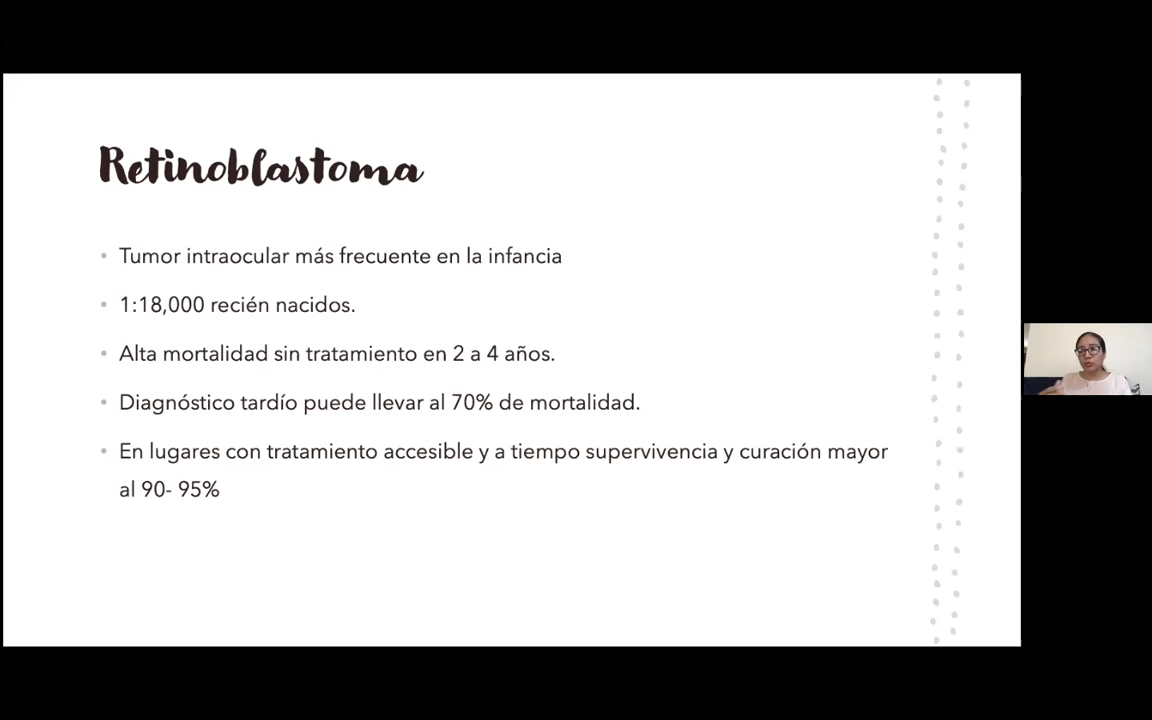 Retinoblastoma
• Tumor intraocular más frecuente en la infancia
• 1:18,000 recién nacidos.
• Alta mortalidad sin tratamiento en 2 a 4 años.
• Diagnóstico tardío puede llevar al 70% de mortalidad.
• En lugares con tratamiento accesible y a tiempo supervivencia y curación mayor
al 90- 95%